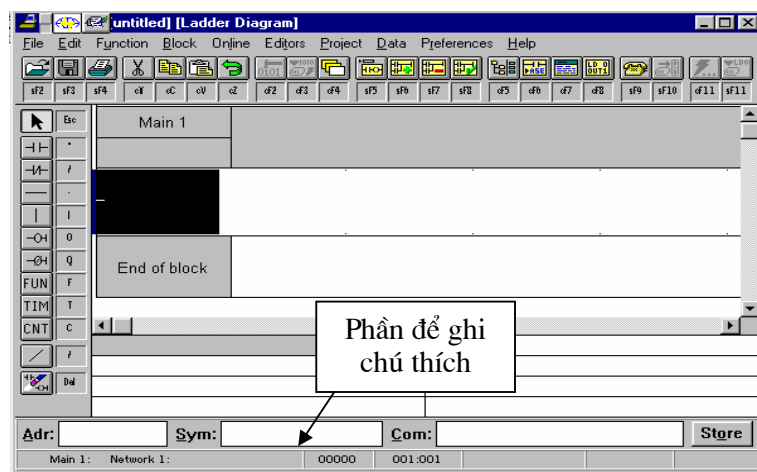 [untitled] [Ladder Diagram]
File Edit Function Block Online Editors Project Data Preferences Help
sF2 sF3 sF4 cX cC cV cZ cF2 cF3 cF4 sF5 sF6 sF7 sF8 cF5 cF6 cF7 cF8 sF9 sF10 cF11 sF11
Esc
Main 1
FUN F
TIM T
CNT C
Del
End of block
Phần để ghi
chú thích
Adr: Sym: Com: Store
Main 1: Network 1: 00000 001:001